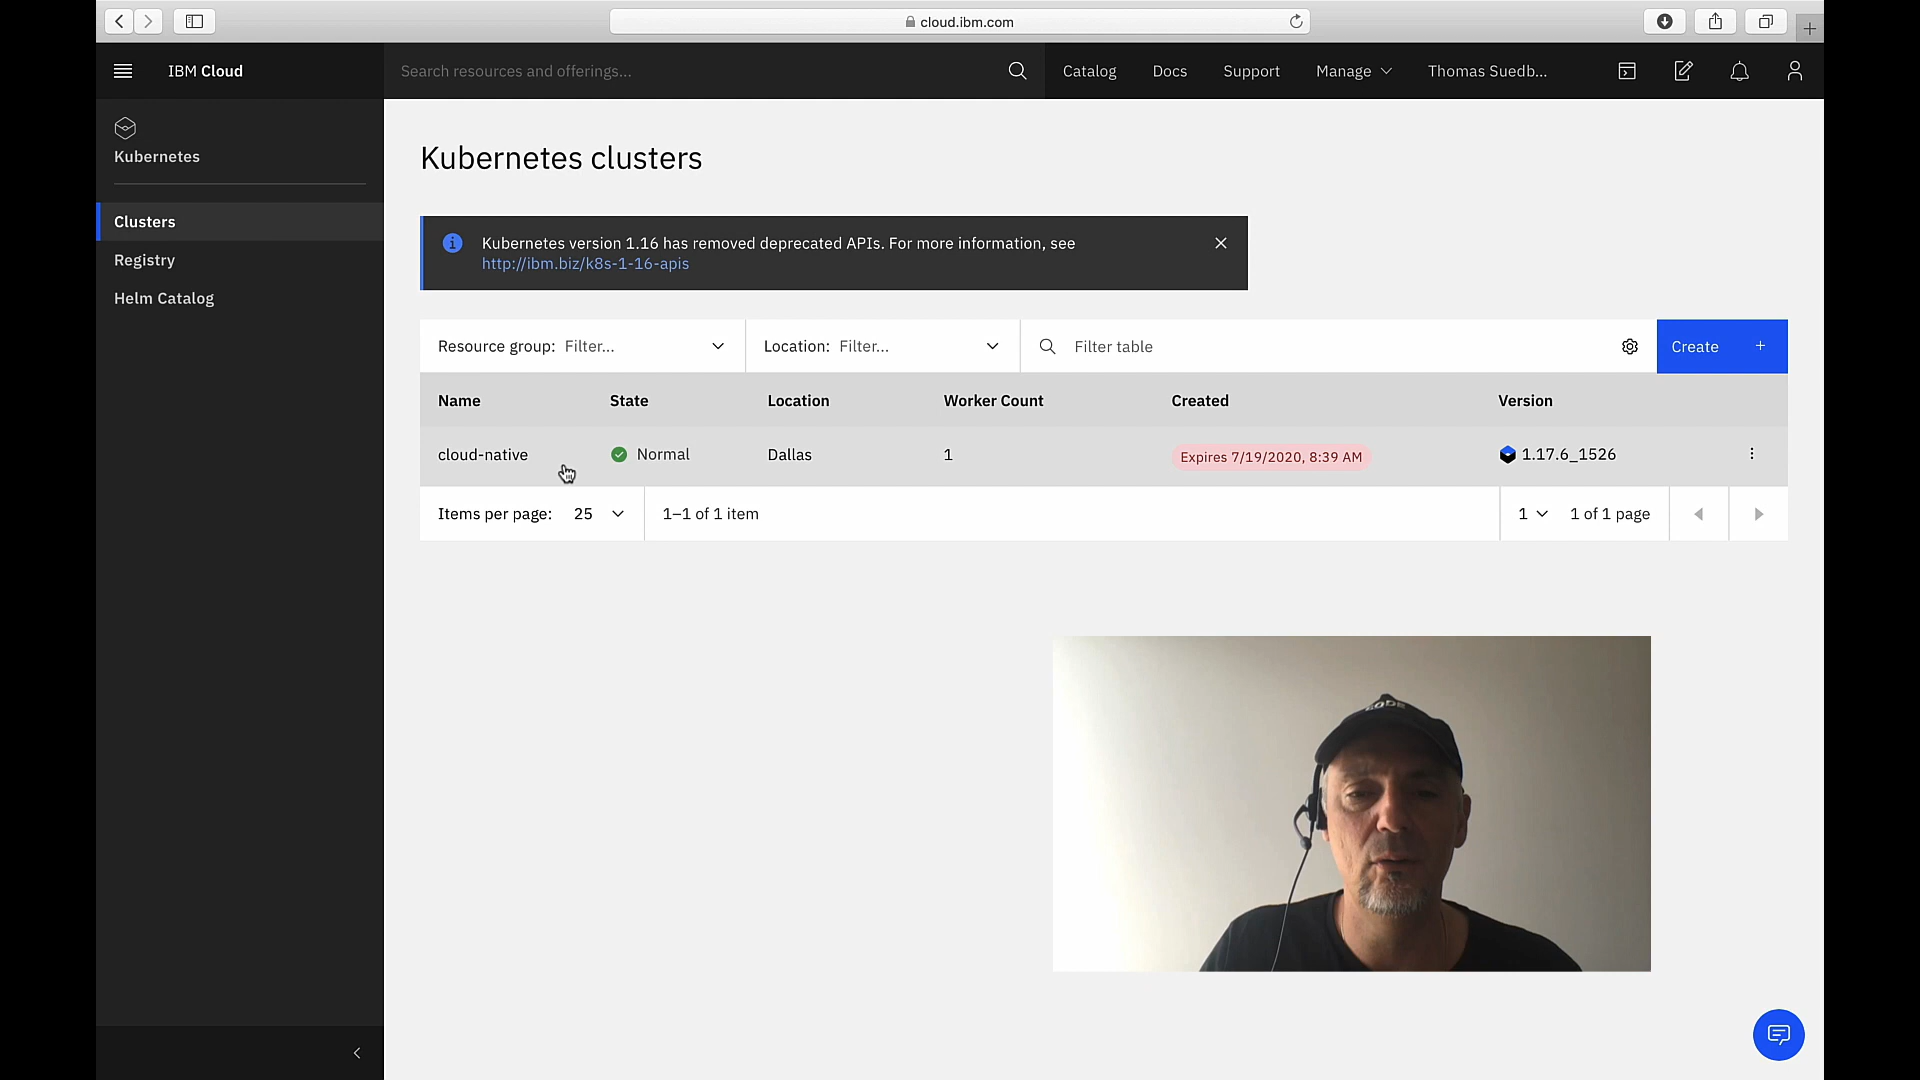 cloud.ibm.com
IBM Cloud
Search resources and offerings...
Catalog
Docs
Support
Manage
Thomas Suedb...
Kubernetes
Clusters
Registry
Helm Catalog
Kubernetes clusters
Kubernetes version 1.16 has removed deprecated APIs. For more information, see
http://ibm.biz/k8s-1-16-apis
Resource group: Filter...
Location: Filter...
Filter table
Create +
Name State Location Worker Count Created Version
cloud-native Normal Dallas 1 Expires 7/19/2020, 8:39 AM 1.17.6_1526
Items per page: 25
1–1 of 1 item
1
1 of 1 page
CODE